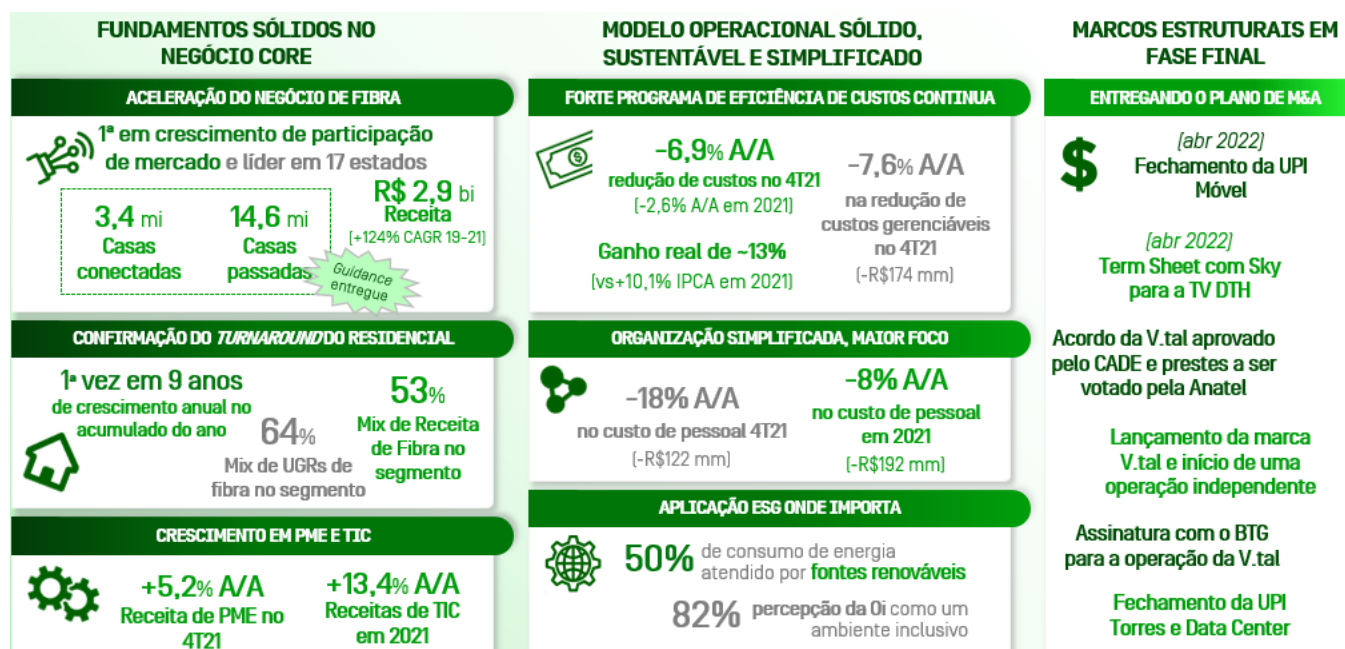 FUNDAMENTOS SÓLIDOS NO
NEGÓCIO CORE
ACELERAÇÃO DO NEGÓCIO DE FIBRA
1ª em crescimento de participação
de mercado e líder em 17 estados
3,4 mi
Casas
conectadas
14,6 mi
Casas
passadas
R$ 2,9 bi
Receita
(+124% CAGR 19-21)
Guidance
entregue
CONFIRMAÇÃO DO TURNAROUND DO RESIDENCIAL
1ª vez em 9 anos
de crescimento anual no
acumulado do ano
64%
Mix de UGRs de
fibra no segmento
53%
Mix de Receita
de Fibra no
segmento
CRESCIMENTO EM PME E TIC
+5,2% A/A
Receita de PME no
4T21
+13,4% A/A
Receitas de TIC
em 2021
MODELO OPERACIONAL SÓLIDO,
SUSTENTÁVEL E SIMPLIFICADO
FORTE PROGRAMA DE EFICIÊNCIA DE CUSTOS CONTINUA
-6,9% A/A
redução de custos no 4T21
(-2,6% A/A em 2021)
Ganho real de ~13%
(vs+10,1% IPCA em 2021)
-7,6% A/A
na redução de
custos gerenciáveis
no 4T21
(-R$174 mm)
ORGANIZAÇÃO SIMPLIFICADA, MAIOR FOCO
-18% A/A
no custo de pessoal 4T21
(-R$122 mm)
-8% A/A
no custo de pessoal
em 2021
(-R$192 mm)
APLICAÇÃO ESG ONDE IMPORTA
50% de consumo de energia
atendido por fontes renováveis
82% percepção da Oi como um
ambiente inclusivo
MARCOS ESTRUTURAIS EM
FASE FINAL
ENTREGANDO O PLANO DE M&A
$
(abr 2022)
Fechamento da UPI
Móvel
(abr 2022)
Term Sheet com Sky
para a TV DTH
Acordo da V.tal aprovado
pelo CADE e prestes a ser
votado pela Anatel
Lançamento da marca
V.tal e início de uma
operação independente
Assinatura com o BTG
para a operação da V.tal
Fechamento da UPI
Torres e Data Center